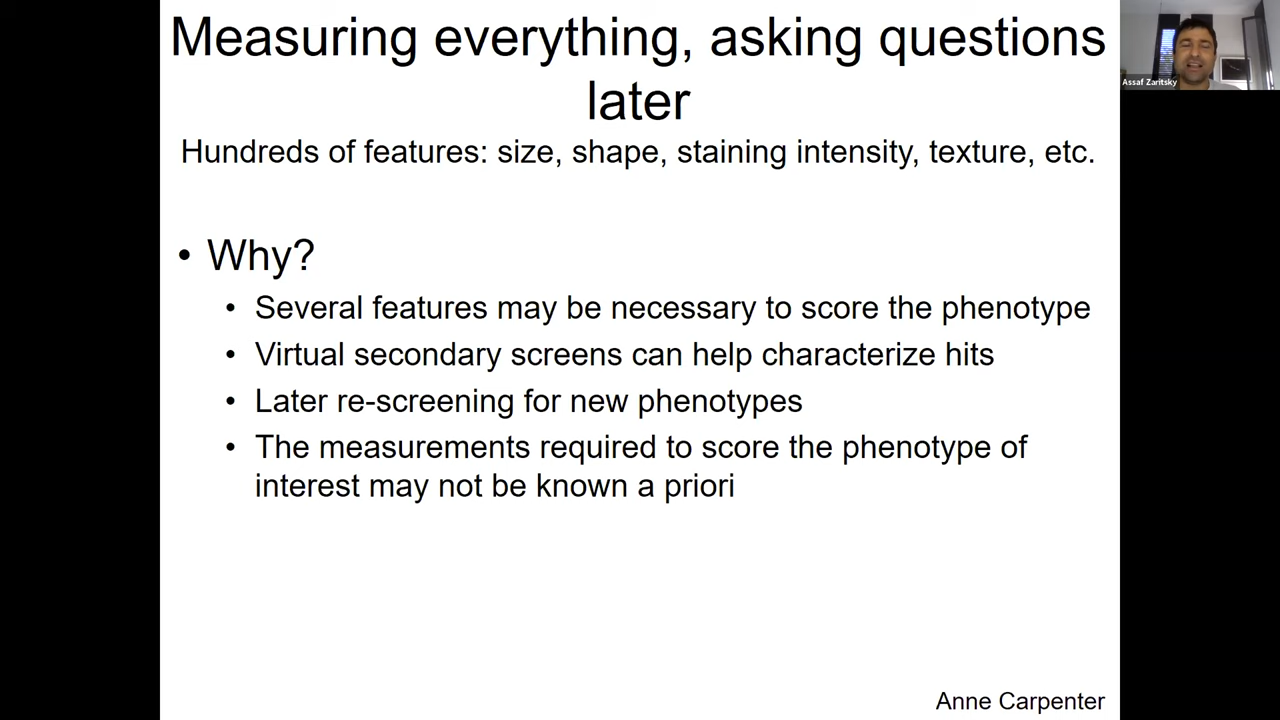 Measuring everything, asking questions
later
Hundreds of features: size, shape, staining intensity, texture, etc.
• Why?
• Several features may be necessary to score the phenotype
• Virtual secondary screens can help characterize hits
• Later re-screening for new phenotypes
• The measurements required to score the phenotype of
interest may not be known a priori
Anne Carpenter
Assaf Zaritsky